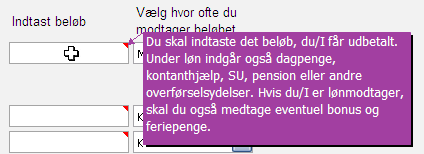 Indtast beløb
Vælg hvor ofte du
modtager beløbet
Du skal indtaste det beløb, du/I får udbetalt.
Under løn indgår også dagpenge,
kontanthjælp, SU, pension eller andre
overførselsydelser. Hvis du/I er lønmodtager,
skal du også medtage eventuel bonus og
feriepenge.